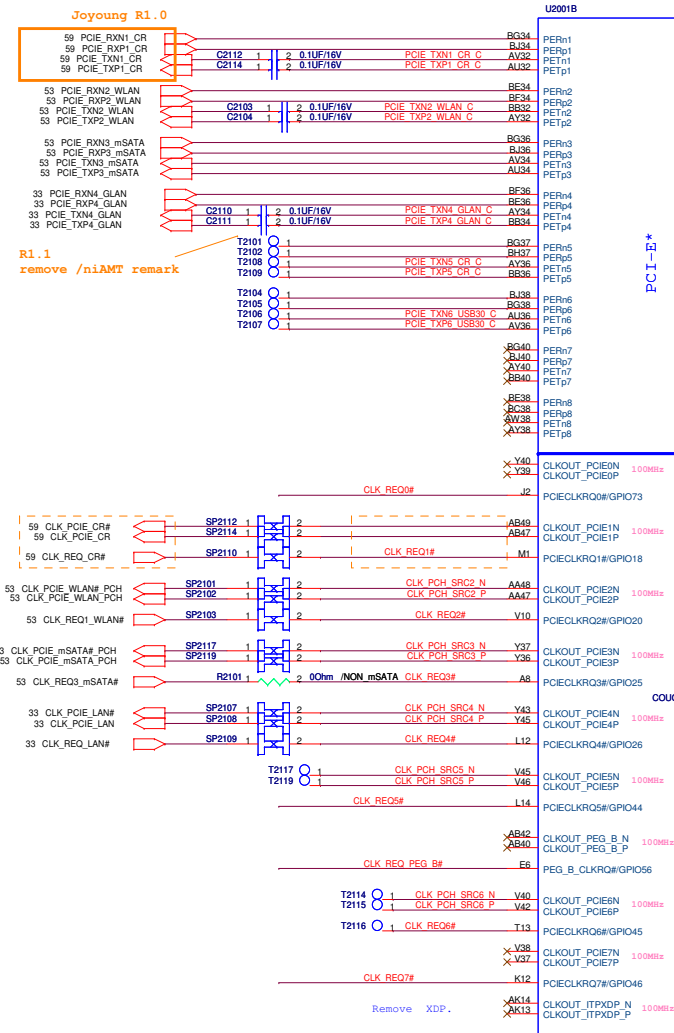 Joyoung R1.0
U2001B
59 PCIE_RXN1_CR BG34 PERn1
59 PCIE_RXP1_CR BJ34 PERp1
59 PCIE_TXN1_CR C2112 1 2 0.1UF/16V PCIE_TXN1_CR_C AV32 PETn1
59 PCIE_TXP1_CR C2114 1 2 0.1UF/16V PCIE_TXP1_CR_C AU32 PETp1
53 PCIE_RXN2_WLAN BE34 PERn2
53 PCIE_RXP2_WLAN BF34 PERp2
53 PCIE_TXN2_WLAN C2103 1 2 0.1UF/16V PCIE_TXN2_WLAN_C BB32 PETn2
53 PCIE_TXP2_WLAN C2104 1 2 0.1UF/16V PCIE_TXP2_WLAN_C AY32 PETp2
53 PCIE_RXN3_mSATA BG36 PERn3
53 PCIE_RXP3_mSATA BJ36 PERp3
53 PCIE_TXN3_mSATA AV34 PETn3
53 PCIE_TXP3_mSATA AU34 PETp3
33 PCIE_RXN4_GLAN BF36 PERn4
33 PCIE_RXP4_GLAN BE36 PERp4
33 PCIE_TXN4_GLAN C2110 1 2 0.1UF/16V PCIE_TXN4_GLAN_C AY34 PETn4
33 PCIE_TXP4_GLAN C2111 1 2 0.1UF/16V PCIE_TXP4_GLAN_C BB34 PETp4
R1.1
remove /niAMT remark
PCI-E*
T2101 1 BG37 PERn5
T2102 1 BH37 PERp5
T2108 1 PCIE_TXN5_CR_C AY36 PETn5
T2109 1 PCIE_TXP5_CR_C BB36 PETp5
T2104 1 BJ38 PERn6
T2105 1 BG38 PERp6
T2106 1 PCIE_TXN6_USB30_C AU36 PETn6
T2107 1 PCIE_TXP6_USB30_C AV36 PETp6
BG40 PERn7
BJ40 PERp7
AY40 PETn7
BB40 PETp7
BE38 PERn8
BC38 PERp8
AW38 PETn8
AY38 PETp8
Y40 CLKOUT_PCIE0N
Y39 CLKOUT_PCIE0P 100MHz
CLK_REQ0# J2 PCIECLKRQ0#/GPIO73
59 CLK_PCIE_CR# SP2112 1 2 AB49 CLKOUT_PCIE1N
59 CLK_PCIE_CR SP2114 1 2 AB47 CLKOUT_PCIE1P 100MHz
59 CLK_REQ_CR# SP2110 1 2 CLK_REQ1# M1 PCIECLKRQ1#/GPIO18
53 CLK_PCIE_WLAN#_PCH SP2101 1 2 CLK_PCH_SRC2_N AA48 CLKOUT_PCIE2N
53 CLK_PCIE_WLAN_PCH SP2102 1 2 CLK_PCH_SRC2_P AA47 CLKOUT_PCIE2P 100MHz
53 CLK_REQ1_WLAN# SP2103 1 2 CLK_REQ2# V10 PCIECLKRQ2#/GPIO20
3 CLK_PCIE_mSATA#_PCH SP2117 1 2 CLK_PCH_SRC3_N Y37 CLKOUT_PCIE3N
53 CLK_PCIE_mSATA_PCH SP2119 1 2 CLK_PCH_SRC3_P Y36 CLKOUT_PCIE3P 100MHz
53 CLK_REQ3_mSATA# R2101 1 2 0Ohm /NON_mSATA CLK_REQ3# A8 PCIECLKRQ3#/GPIO25
COUG
33 CLK_PCIE_LAN# SP2107 1 2 CLK_PCH_SRC4_N Y43 CLKOUT_PCIE4N
33 CLK_PCIE_LAN SP2108 1 2 CLK_PCH_SRC4_P Y45 CLKOUT_PCIE4P 100MHz
33 CLK_REQ_LAN# SP2109 1 2 CLK_REQ4# L12 PCIECLKRQ4#/GPIO26
T2117 1 CLK_PCH_SRC5_N V45 CLKOUT_PCIE5N
T2119 1 CLK_PCH_SRC5_P V46 CLKOUT_PCIE5P 100MHz
CLK_REQ5# L14 PCIECLKRQ5#/GPIO44
AB42 CLKOUT_PEG_B_N
AB40 CLKOUT_PEG_B_P 100MHz
CLK_REQ_PEG_B# E6 PEG_B_CLKRQ#/GPIO56
T2114 1 CLK_PCH_SRC6_N V40 CLKOUT_PCIE6N
T2115 1 CLK_PCH_SRC6_P V42 CLKOUT_PCIE6P 100MHz
T2116 1 CLK_REQ6# T13 PCIECLKRQ6#/GPIO45
V38 CLKOUT_PCIE7N
V37 CLKOUT_PCIE7P 100MHz
CLK_REQ7# K12 PCIECLKRQ7#/GPIO46
Remove XDP.
AK14 CLKOUT_ITPXDP_N
AK13 CLKOUT_ITPXDP_P 100MHz